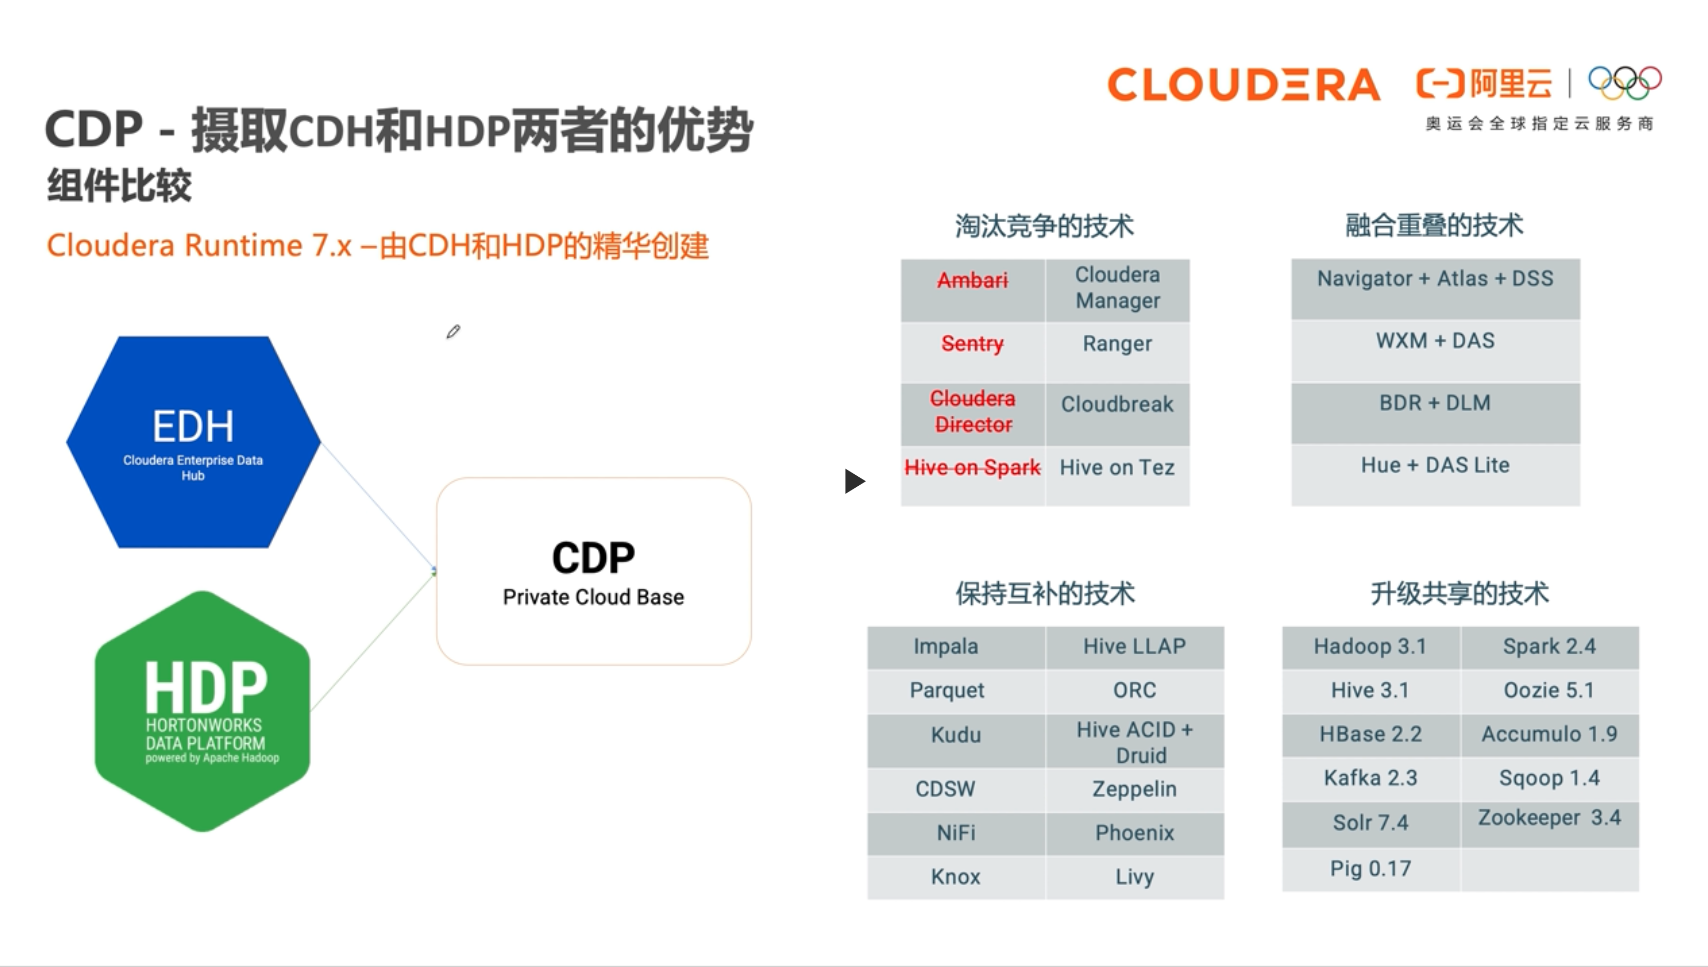 CLOUDERA
阿里云
奥运会全球指定云服务商
CDP - 摄取CDH和HDP两者的优势
组件比较
Cloudera Runtime 7.x –由CDH和HDP的精华创建
EDH
Cloudera Enterprise Data
Hub
HDP
HORTONWORKS
DATA PLATFORM
powered by Apache Hadoop
CDP
Private Cloud Base
淘汰竞争的技术
Ambari
Cloudera
Manager
Sentry
Ranger
Cloudera
Director
Cloudbreak
Hive on Spark
Hive on Tez
融合重叠的技术
Navigator + Atlas + DSS
WXM + DAS
BDR + DLM
Hue + DAS Lite
保持互补的技术
Impala
Hive LLAP
Parquet
ORC
Kudu
Hive ACID +
Druid
CDSW
Zeppelin
NiFi
Phoenix
Knox
Livy
升级共享的技术
Hadoop 3.1
Spark 2.4
Hive 3.1
Oozie 5.1
HBase 2.2
Accumulo 1.9
Kafka 2.3
Sqoop 1.4
Solr 7.4
Zookeeper 3.4
Pig 0.17